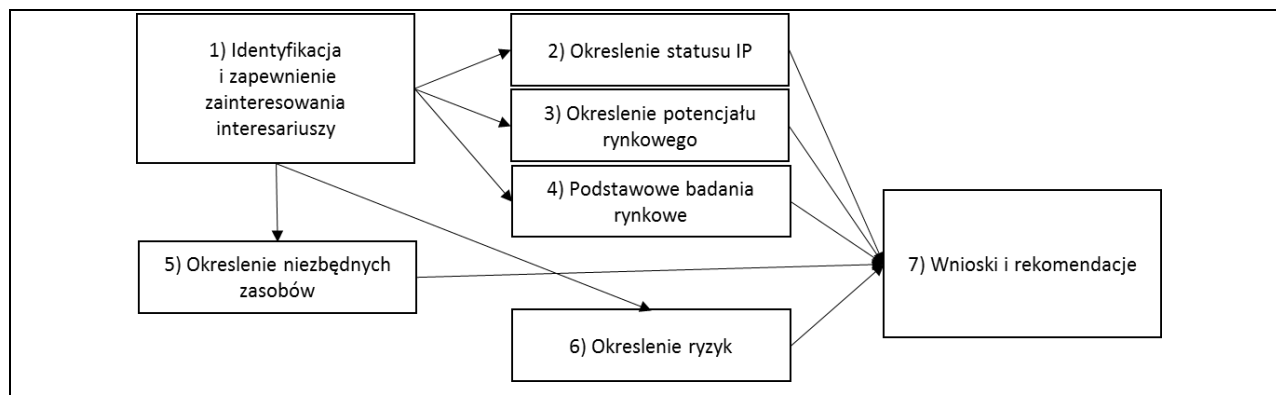 1) Identyfikacja
i zapewnienie
zainteresowania
interesariuszy
2) Okreslenie statusu IP
3) Okreslenie potencjału
rynkowego
4) Podstawowe badania
rynkowe
5) Okreslenie niezbędnych
zasobów
6) Okreslenie ryzyk
7) Wnioski i rekomendacje